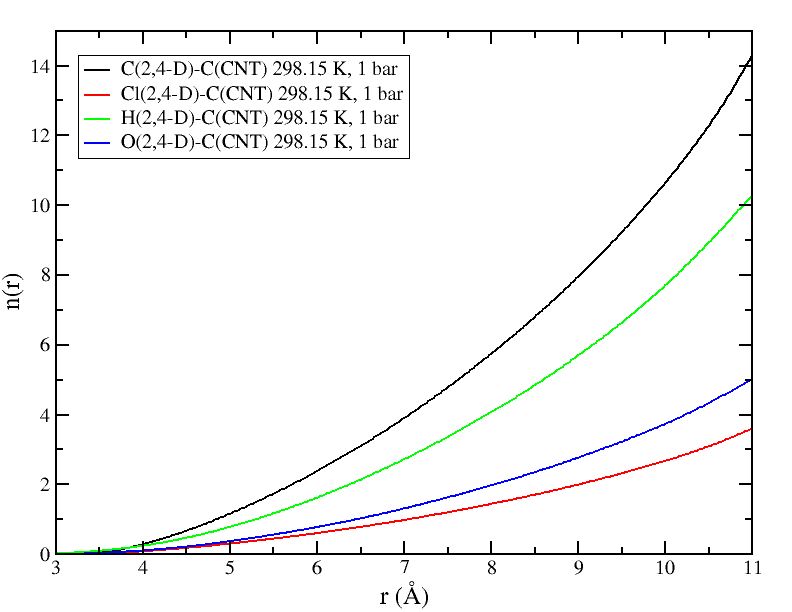 C(2,4-D)-C(CNT) 298.15 K, 1 bar
Cl(2,4-D)-C(CNT) 298.15 K, 1 bar
H(2,4-D)-C(CNT) 298.15 K, 1 bar
O(2,4-D)-C(CNT) 298.15 K, 1 bar
14
12
10
8
6
4
2
0
n(r)
3 4 5 6 7 8 9 10 11
r (Å)